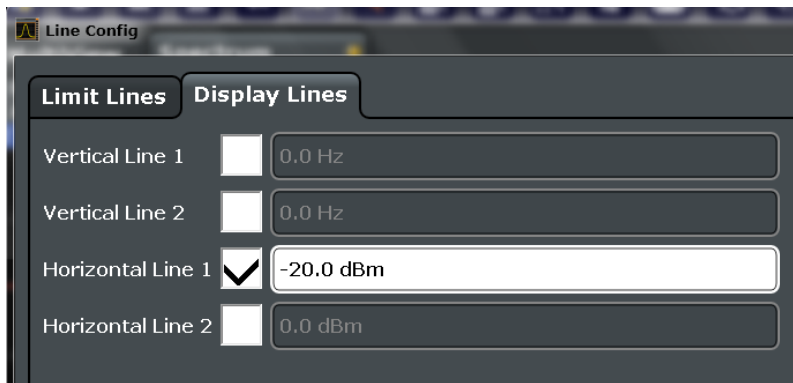 Line Config
Spectrum
Limit Lines
Display Lines
Vertical Line 1
0.0 Hz
Vertical Line 2
0.0 Hz
Horizontal Line 1
-20.0 dBm
Horizontal Line 2
0.0 dBm